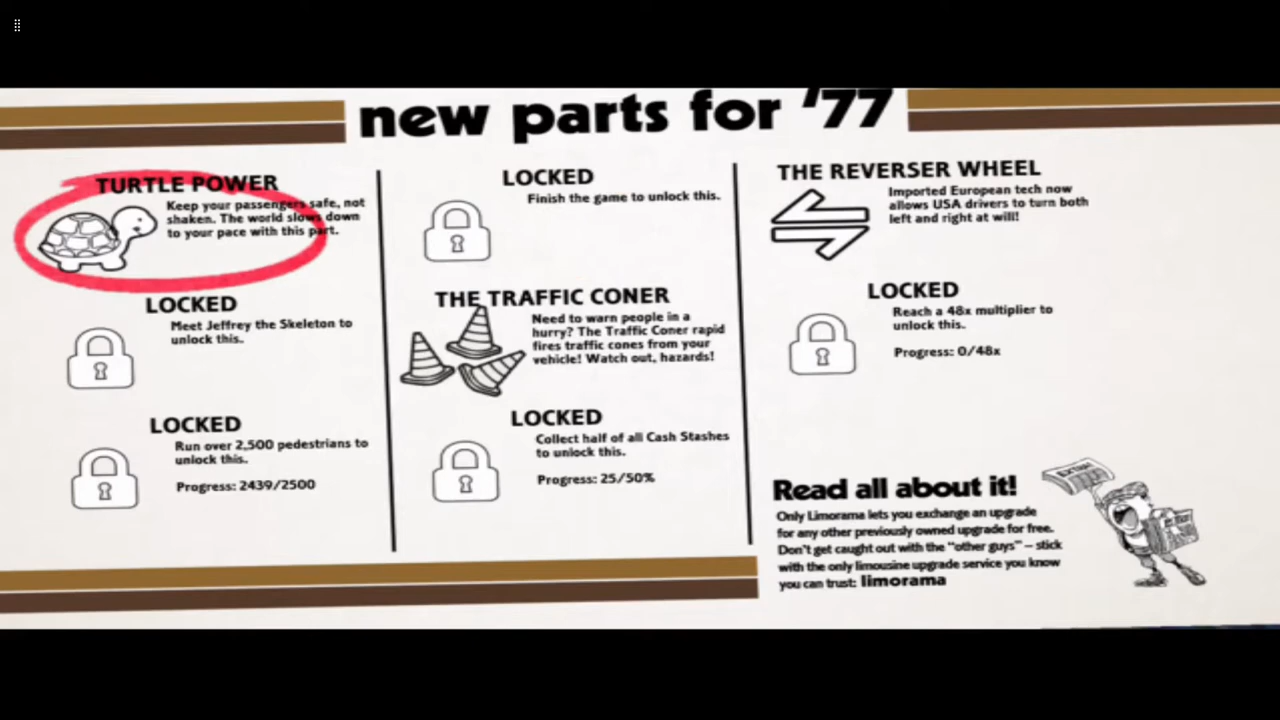 new parts for '77
TURTLE POWER
Keep your passengers safe, not
shaken. The world slows down
to your pace with this part.
LOCKED
Meet Jeffrey the Skeleton to
unlock this.
LOCKED
Run over 2,500 pedestrians to
unlock this.
Progress: 2439/2500
LOCKED
Finish the game to unlock this.
THE TRAFFIC CONER
Need to warn people in a
hurry? The Traffic Coner rapid
fires traffic cones from your
vehicle! Watch out, hazards!
LOCKED
Collect half of all Cash Stashes
to unlock this.
Progress: 25/50%
THE REVERSER WHEEL
Imported European tech now
allows USA drivers to turn both
left and right at will!
LOCKED
Reach a 48x multiplier to
unlock this.
Progress: 0/48x
Read all about it!
Only Limorama lets you exchange an upgrade
for any other previously owned upgrade for free.
Don't get caught out with the "other guys" – stick
with the only limousine upgrade service you know
you can trust: limorama
EXTRA!